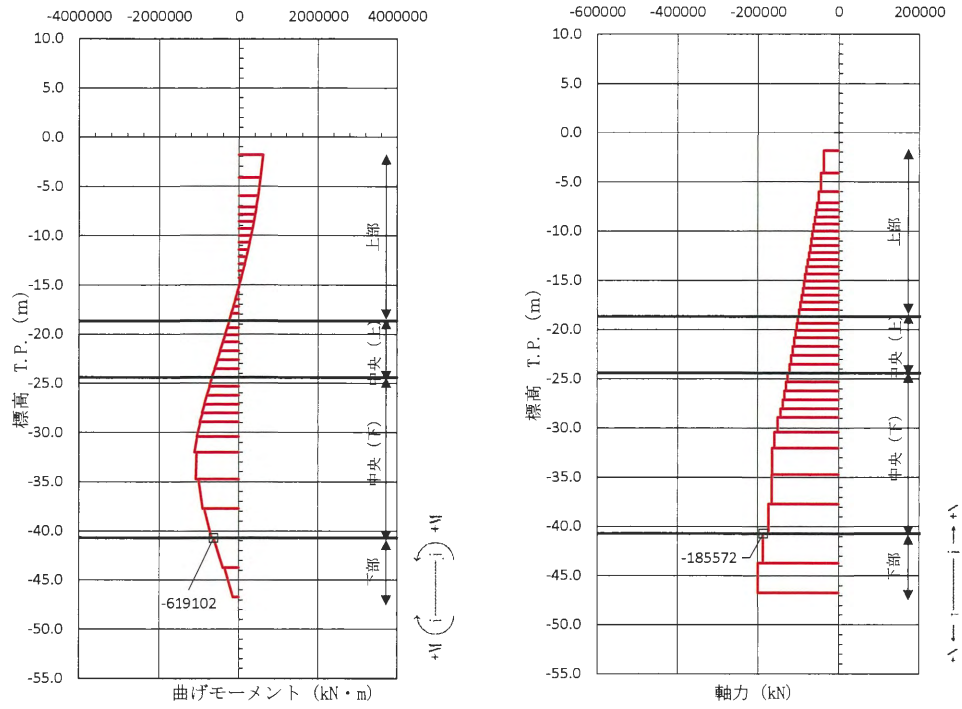 -4000000 -2000000 0 2000000 4000000
10.0
5.0
0.0
-5.0
-10.0
-15.0
-20.0
-25.0
-30.0
-35.0
-40.0
-45.0
-50.0
-55.0
標高 T.P. (m)
上部
中央 (上)
中央 (下)
下部
-619102
+M ( i j ) +M
曲げモーメント (kN・m)
-600000 -400000 -200000 0 200000
10.0
5.0
0.0
-5.0
-10.0
-15.0
-20.0
-25.0
-30.0
-35.0
-40.0
-45.0
-50.0
-55.0
標高 T.P. (m)
上部
中央 (上)
中央 (下)
下部
-185572
+N ← i j → +N
軸力 (kN)